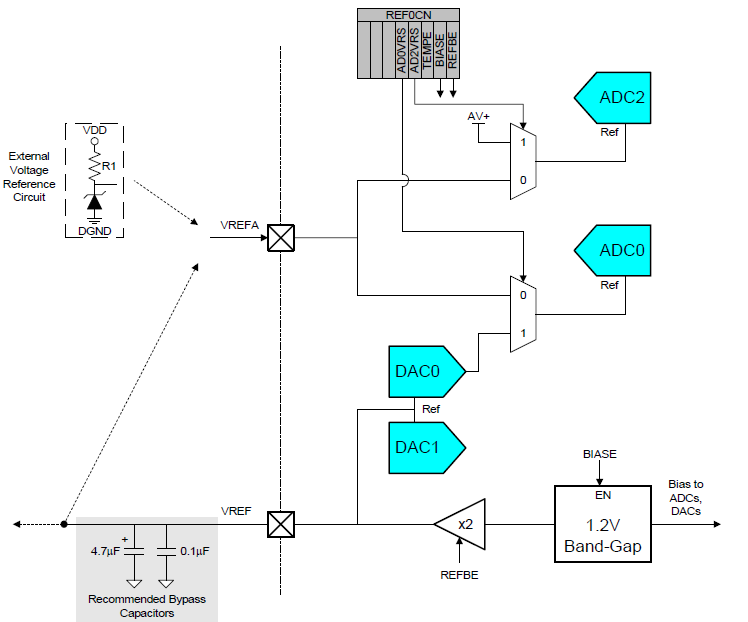 REF0CN
AD0VRS
AD2VRS
TEMPE
BIASE
REFBE
ADC2
Ref
AV+
1
0
VDD
R1
DGND
External
Voltage
Reference
Circuit
VREFA
ADC0
Ref
0
1
DAC0
Ref
DAC1
BIASE
EN
1.2V
Band-Gap
Bias to
ADCs,
DACs
x2
REFBE
VREF
+
4.7μF
0.1μF
Recommended Bypass
Capacitors